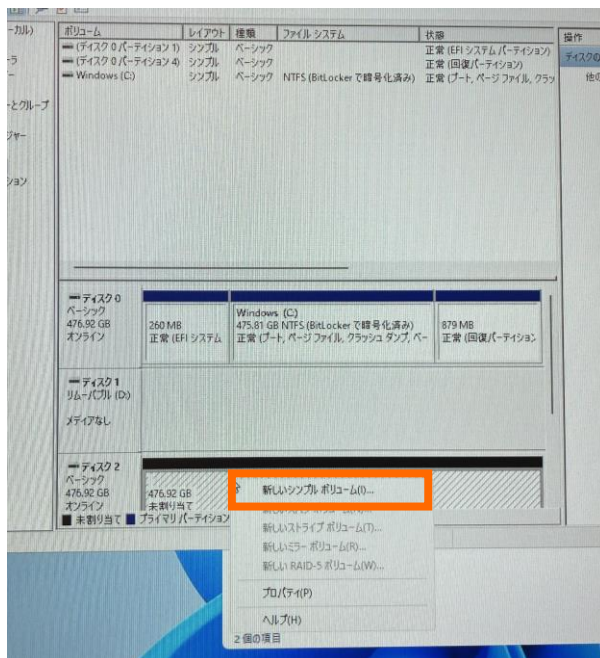 ーカル)
ボリューム レイアウト 種類 ファイル システム 状態
操作
(ディスク 0 パーティション 1) シンプル ベーシック 正常 (EFI システム パーティション)
(ディスク 0 パーティション 4) シンプル ベーシック 正常 (回復パーティション)
Windows (C:) シンプル ベーシック NTFS (BitLocker で暗号化済み) 正常 (ブート, ページ ファイル, クラッ
ディスクの
他の
ーとグループ
ジャー
ション
ディスク 0
ベーシック
476.92 GB
オンライン
260 MB
正常 (EFI システム
Windows (C:)
475.81 GB NTFS (BitLocker で暗号化済み)
正常 (ブート, ページ ファイル, クラッシュ ダンプ, ベー
879 MB
正常 (回復パーティション
ディスク 1
リムーバブル (D:)
メディアなし
ディスク 2
ベーシック
476.92 GB
オンライン
476.92 GB
未割り当て
未割り当て プライマリ パーティション
新しいシンプル ボリューム(I)...
新しいストライプ ボリューム(T)...
新しいミラー ボリューム(R)...
新しい RAID-5 ボリューム(W)...
プロパティ(P)
ヘルプ(H)
2 個の項目